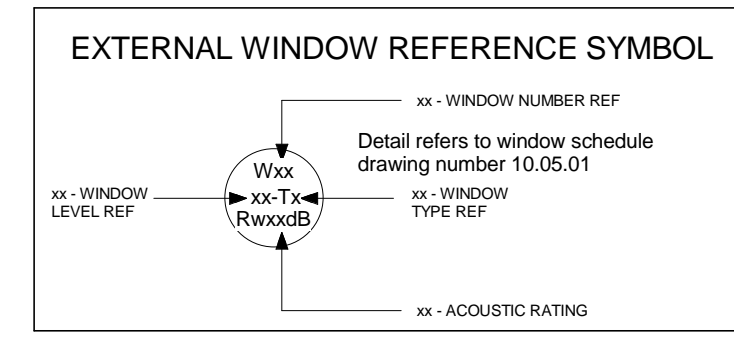 EXTERNAL WINDOW REFERENCE SYMBOL
xx - WINDOW NUMBER REF
Detail refers to window schedule
drawing number 10.05.01
Wxx
xx-Tx
RwxxdB
xx - WINDOW
LEVEL REF
xx - WINDOW
TYPE REF
xx - ACOUSTIC RATING